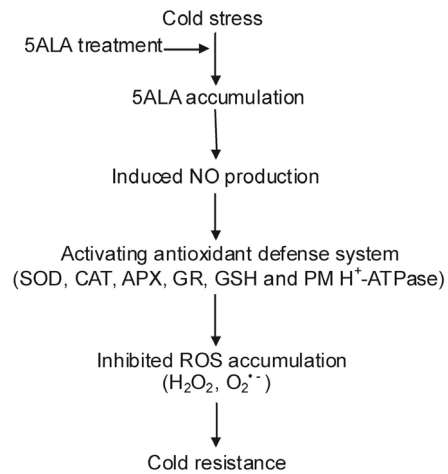 Cold stress
5ALA treatment
5ALA accumulation
Induced NO production
Activating antioxidant defense system
(SOD, CAT, APX, GR, GSH and PM H⁺-ATPase)
Inhibited ROS accumulation
(H₂O₂, O₂•⁻)
Cold resistance